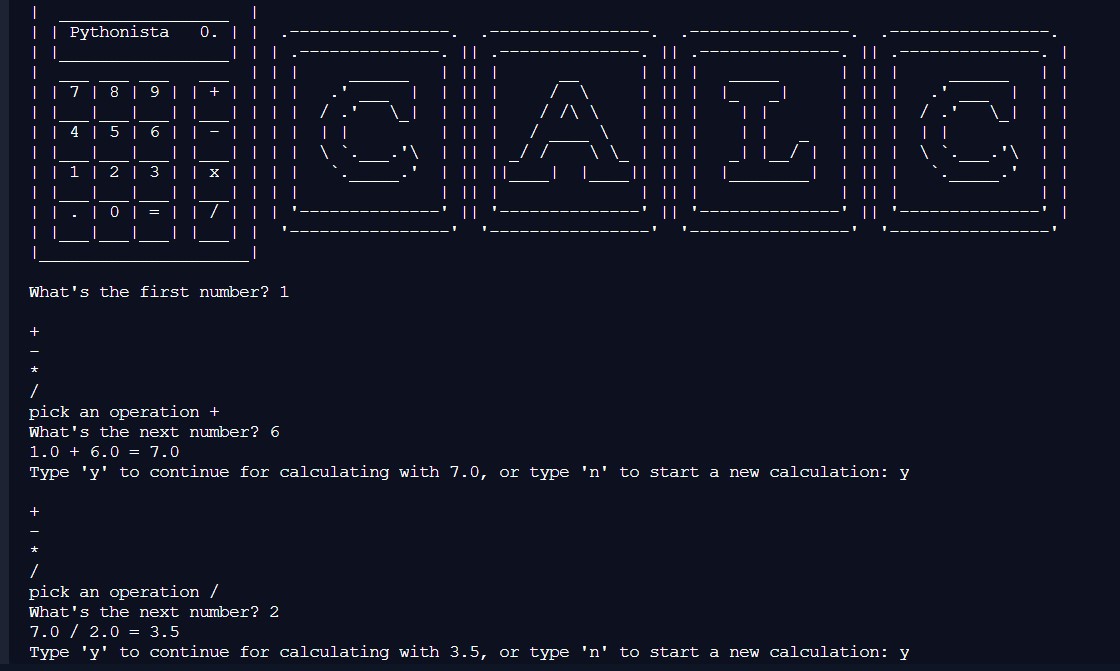 Pythonista 0.
7 8 9 +
4 5 6 -
1 2 3 x
. 0 = /
CALC
What's the first number? 1
+
-
*
/
pick an operation +
What's the next number? 6
1.0 + 6.0 = 7.0
Type 'y' to continue for calculating with 7.0, or type 'n' to start a new calculation: y
+
-
*
/
pick an operation /
What's the next number? 2
7.0 / 2.0 = 3.5
Type 'y' to continue for calculating with 3.5, or type 'n' to start a new calculation: y